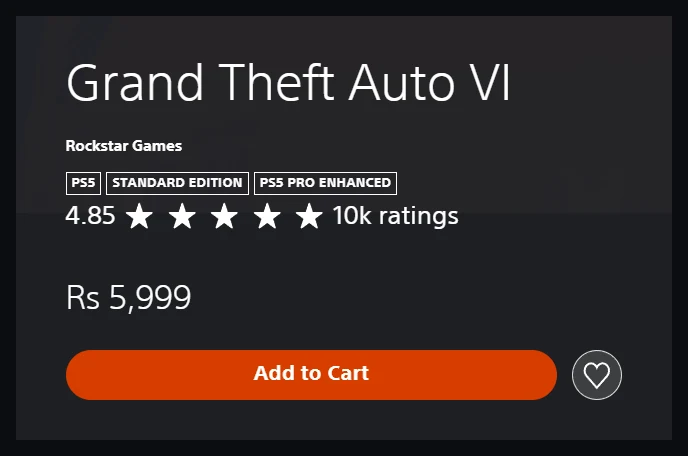 Grand Theft Auto VI
Rockstar Games
PS5 STANDARD EDITION PS5 PRO ENHANCED
4.85 ★ ★ ★ ★ ★ 10k ratings
Rs 5,999
Add to Cart